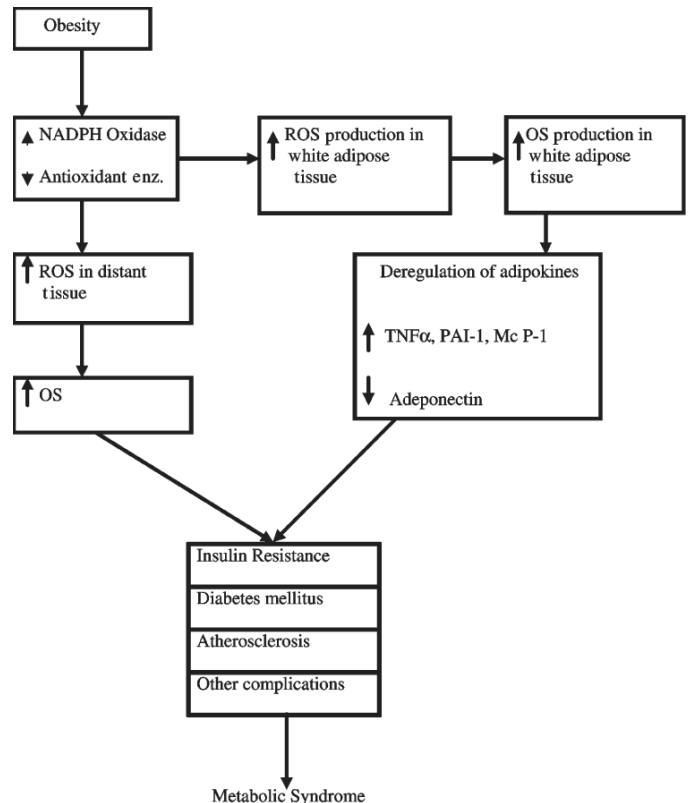 Obesity
NADPH Oxidase
Antioxidant enz.
ROS production in
white adipose
tissue
OS production in
white adipose
tissue
ROS in distant
tissue
OS
Deregulation of adipokines
TNFα, PAI-1, Mc P-1
Adeponectin
Insulin Resistance
Diabetes mellitus
Atherosclerosis
Other complications
Metabolic Syndrome